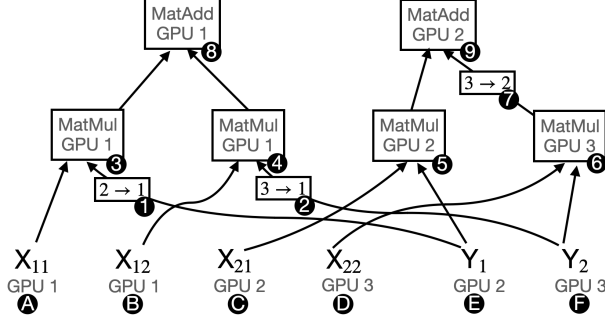 MatAdd
GPU 1
8
MatAdd
GPU 2
9
3 → 2
7
MatMul
GPU 1
3
MatMul
GPU 1
4
MatMul
GPU 2
5
MatMul
GPU 3
6
2 → 1
1
3 → 1
2
X₁₁
GPU 1
A
X₁₂
GPU 1
B
X₂₁
GPU 2
C
X₂₂
GPU 3
D
Y₁
GPU 2
E
Y₂
GPU 3
F